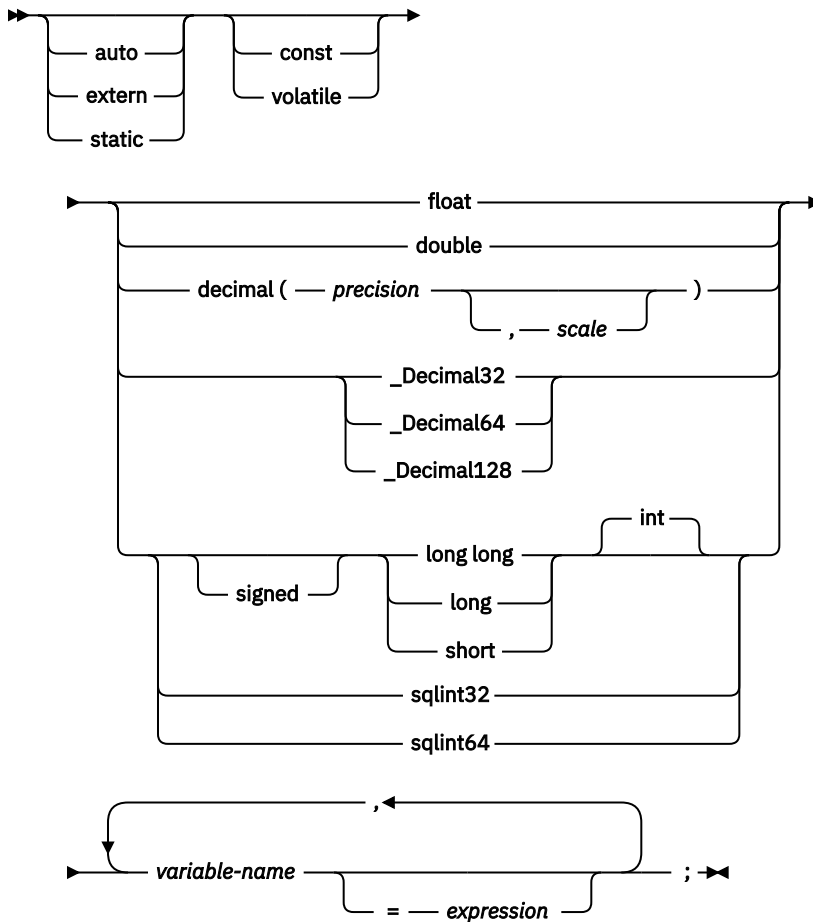 auto const
extern volatile
static
float
double
decimal ( precision )
, scale
_Decimal32
_Decimal64
_Decimal128
int
long long
signed
long
short
sqlint32
sqlint64
,
variable-name ;
= expression